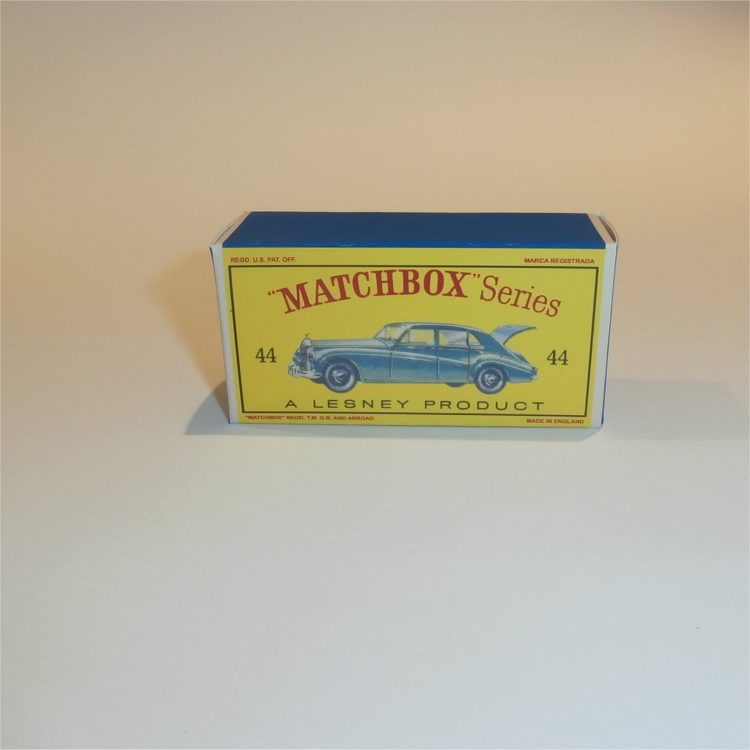 REGD. U.S. PAT. OFF. MARCA REGISTRADA
"MATCHBOX" Series
44 44
A LESNEY PRODUCT
"MATCHBOX" REGD. T.M. G.B. AND ABROAD MADE IN ENGLAND